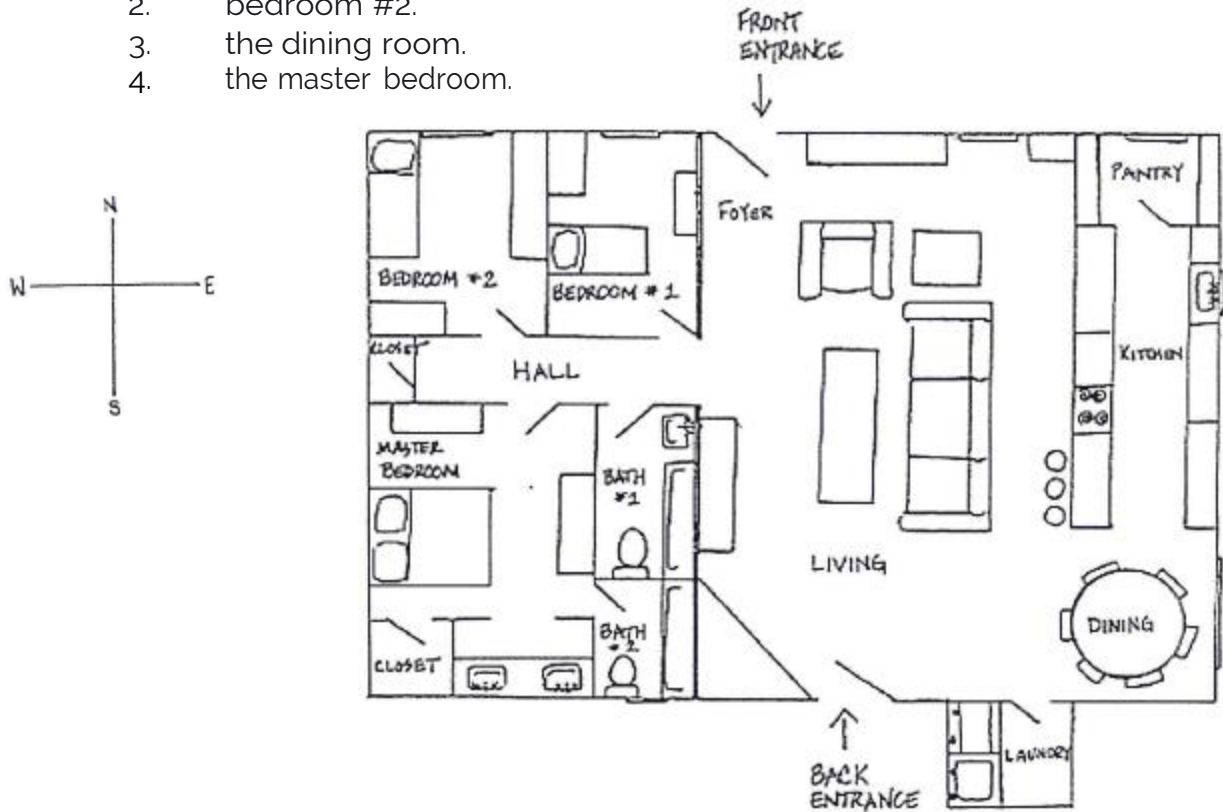 2. bedroom #2.
3. the dining room.
4. the master bedroom.
FRONT
ENTRANCE
N
W E
S
PANTRY
FOYER
BEDROOM #2
BEDROOM #1
CLOSET
HALL
KITCHEN
MASTER
BEDROOM
BATH
#1
LIVING
DINING
BATH
#2
CLOSET
LAUNDRY
BACK
ENTRANCE